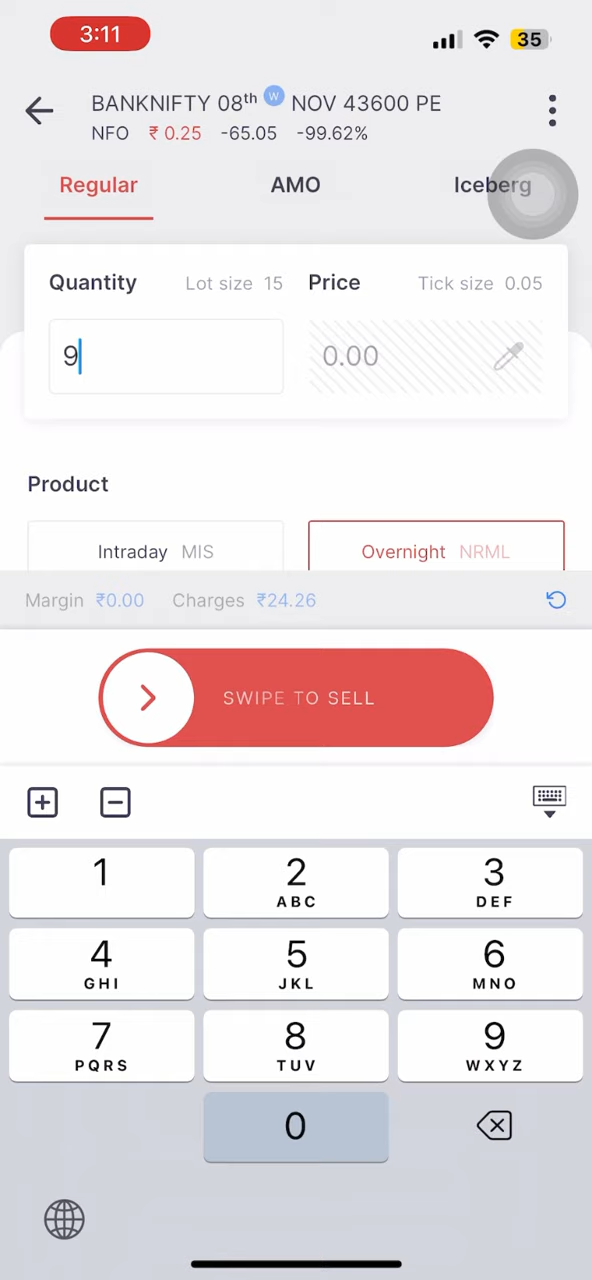 3:11
35
BANKNIFTY 08th W NOV 43600 PE
NFO ₹ 0.25 -65.05 -99.62%
Regular AMO Iceberg
Quantity Lot size 15 Price Tick size 0.05
9 0.00
Product
Intraday MIS Overnight NRML
Margin ₹0.00 Charges ₹24.26
SWIPE TO SELL
1 2 3
ABC DEF
4 5 6
GHI JKL MNO
7 8 9
PQRS TUV WXYZ
0